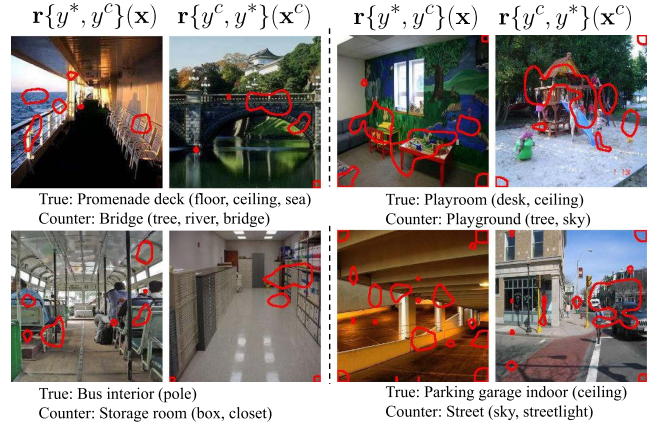 r{y*, y^c}(x) r{y^c, y*}(x^c) r{y*, y^c}(x) r{y^c, y*}(x^c)
True: Promenade deck (floor, ceiling, sea)
Counter: Bridge (tree, river, bridge)
True: Playroom (desk, ceiling)
Counter: Playground (tree, sky)
True: Bus interior (pole)
Counter: Storage room (box, closet)
True: Parking garage indoor (ceiling)
Counter: Street (sky, streetlight)